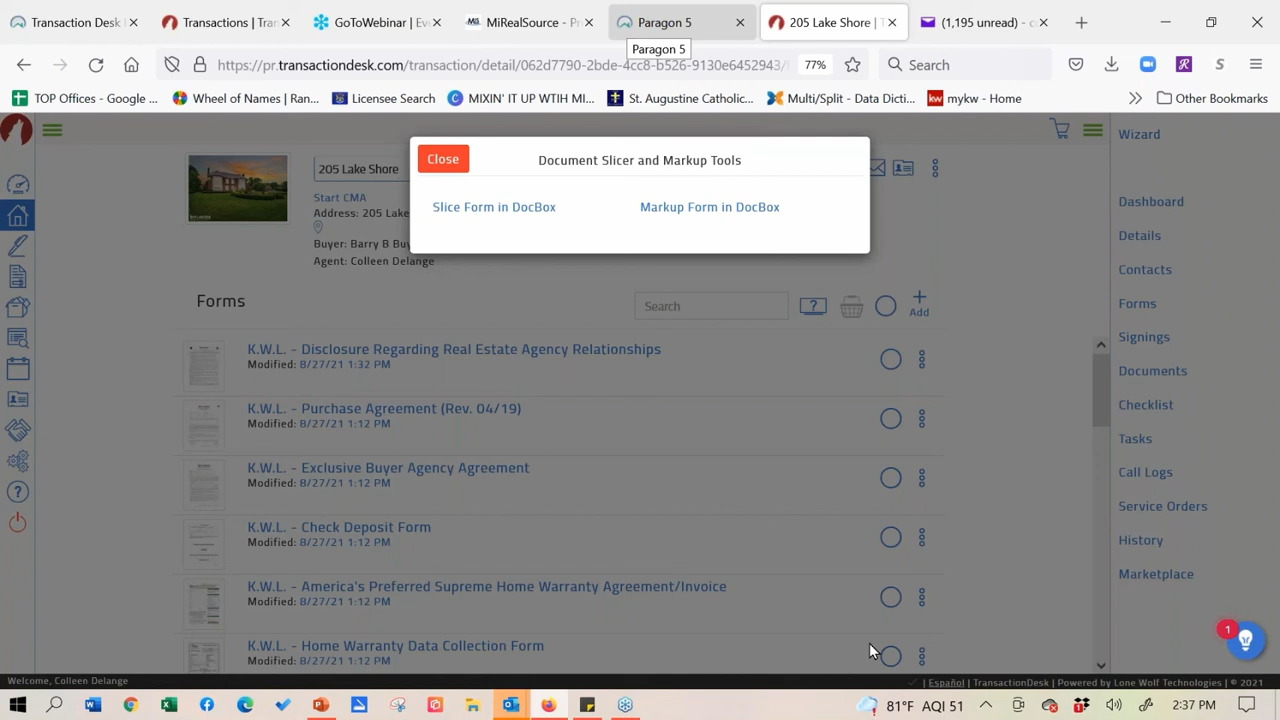 Transaction Desk
Transactions | Tran
GoToWebinar | Eve
MiRealSource - Pri
Paragon 5
205 Lake Shore | T
(1,195 unread) - c
Paragon 5
https://pr.transactiondesk.com/transaction/detail/062d7790-2bde-4cc8-b526-9130e6452943/
77%
Search
TOP Offices - Google ...
Wheel of Names | Ran...
Licensee Search
MIXIN' IT UP WTIH MI...
St. Augustine Catholic...
Multi/Split - Data Dicti...
mykw - Home
Other Bookmarks
Close
Document Slicer and Markup Tools
Slice Form in DocBox
Markup Form in DocBox
205 Lake Shore
Start CMA
Address: 205 Lake
Buyer: Barry B Buy
Agent: Colleen Delange
Forms
Search
Add
K.W.L. - Disclosure Regarding Real Estate Agency Relationships
Modified: 8/27/21 1:32 PM
K.W.L. - Purchase Agreement (Rev. 04/19)
Modified: 8/27/21 1:12 PM
K.W.L. - Exclusive Buyer Agency Agreement
Modified: 8/27/21 1:12 PM
K.W.L. - Check Deposit Form
Modified: 8/27/21 1:12 PM
K.W.L. - America's Preferred Supreme Home Warranty Agreement/Invoice
Modified: 8/27/21 1:12 PM
K.W.L. - Home Warranty Data Collection Form
Modified: 8/27/21 1:12 PM
Wizard
Dashboard
Details
Contacts
Forms
Signings
Documents
Checklist
Tasks
Call Logs
Service Orders
History
Marketplace
1
Welcome, Colleen Delange
Español | TransactionDesk | Powered by Lone Wolf Technologies | © 2021
81°F AQI 51
2:37 PM